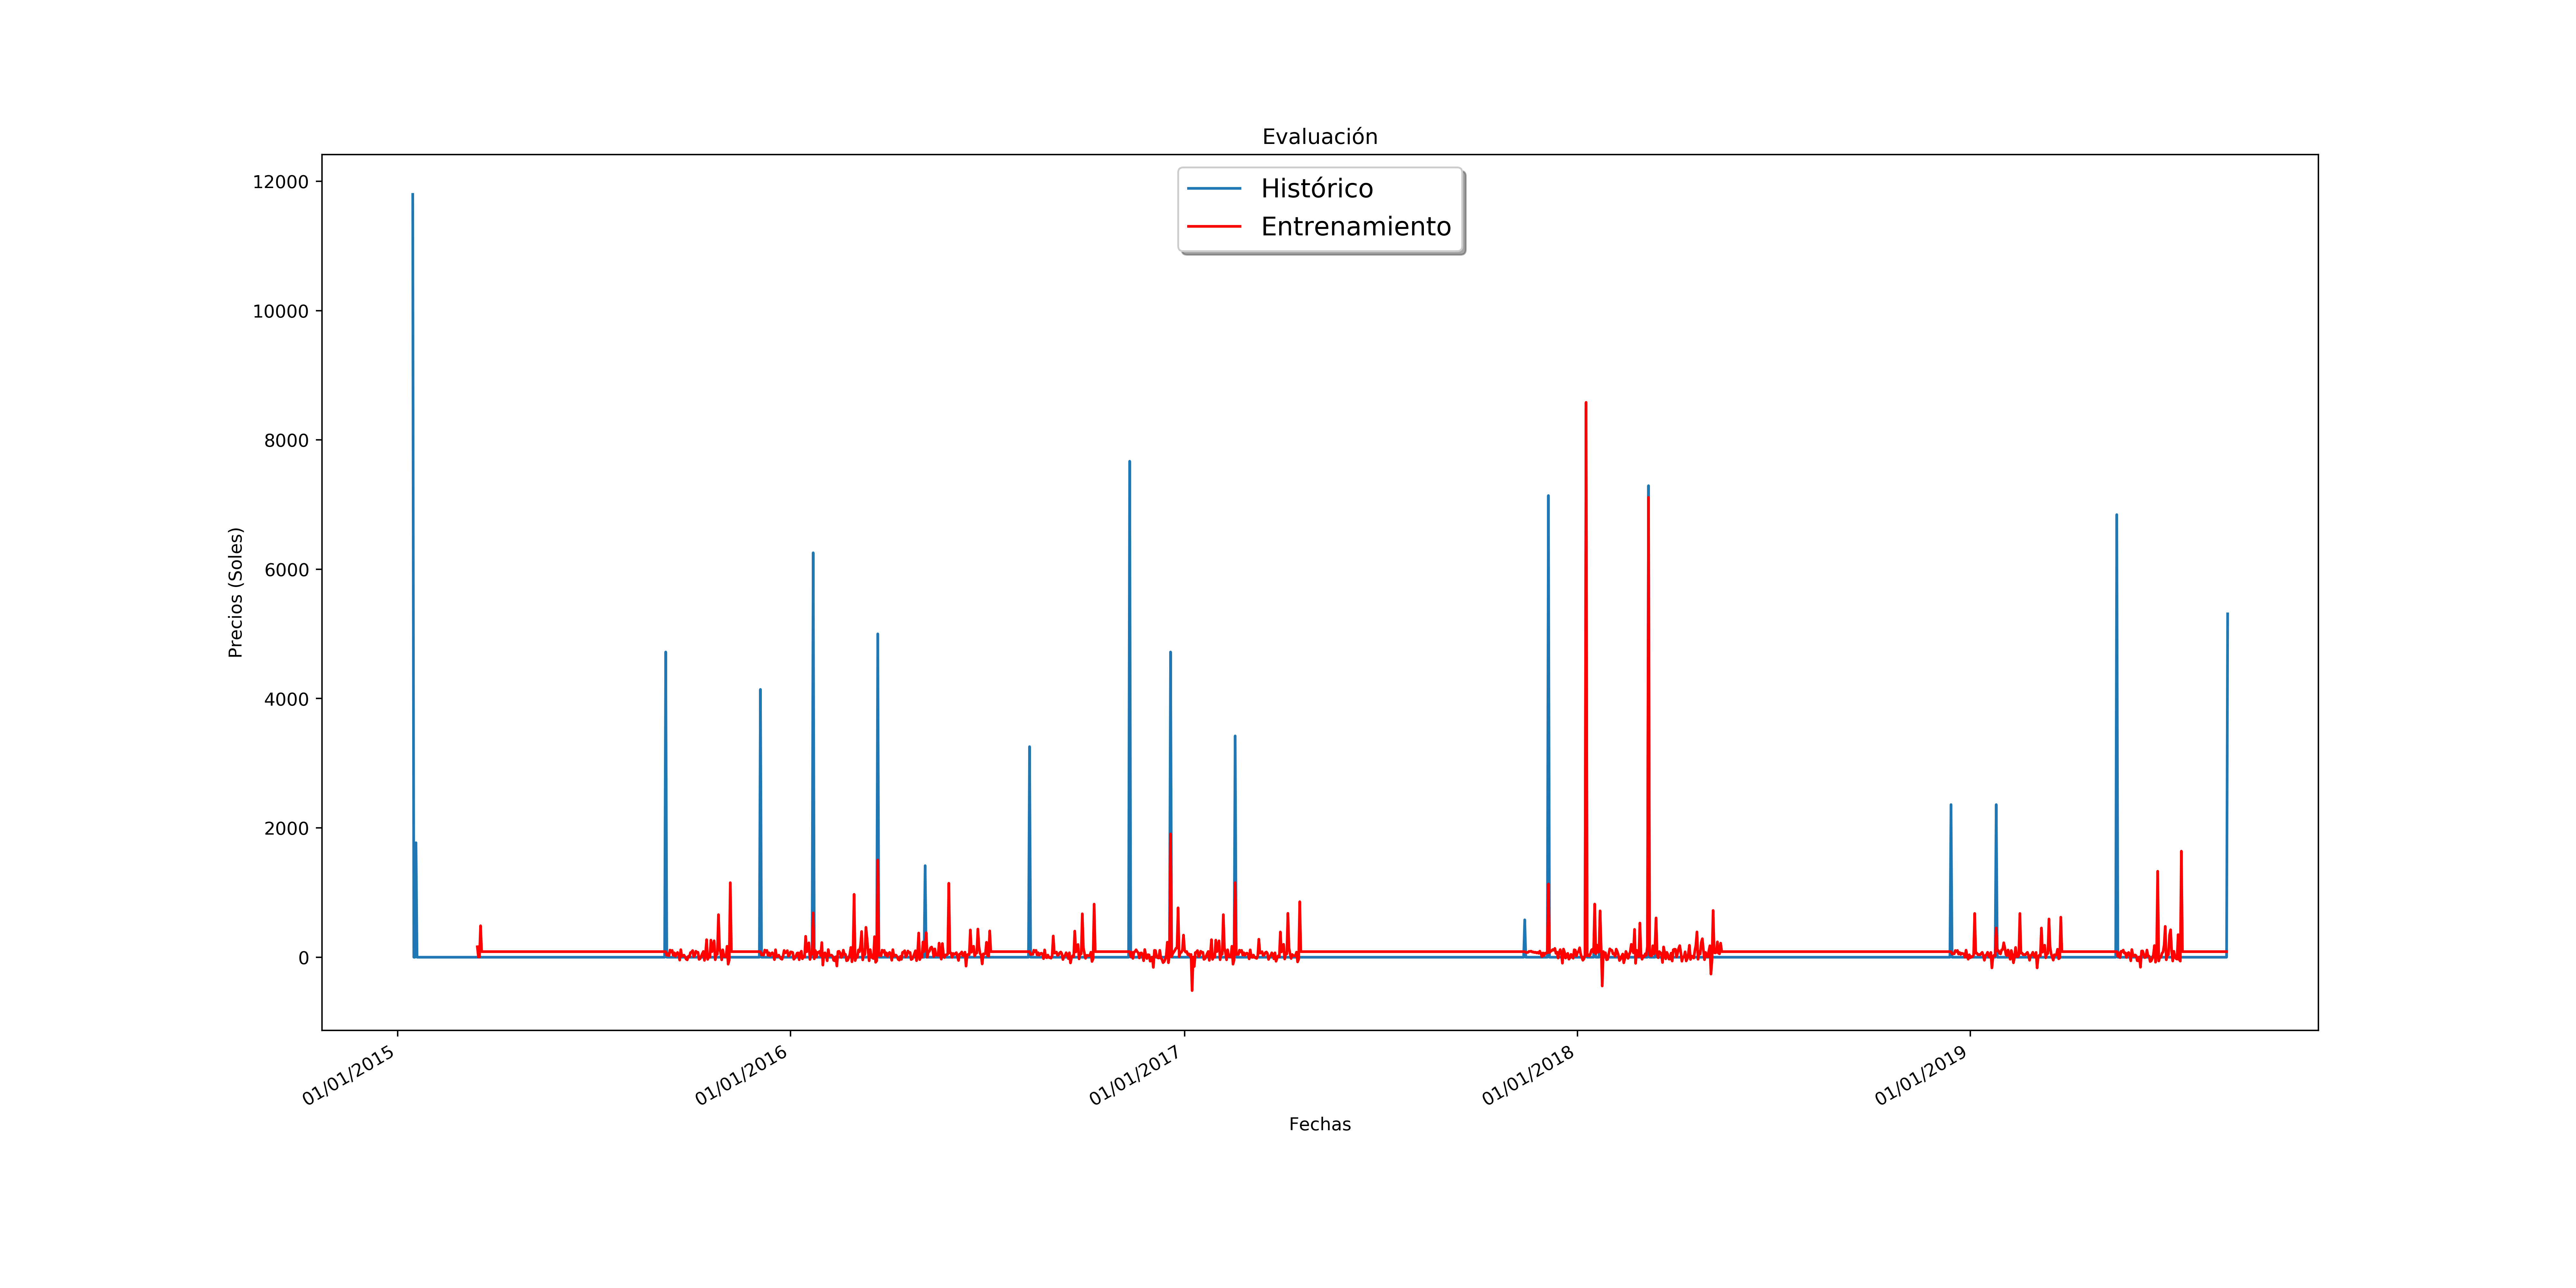 Evaluación
Histórico
Entrenamiento
12000
10000
8000
6000
4000
2000
0
Precios (Soles)
01/01/2015
01/01/2016
01/01/2017
01/01/2018
01/01/2019
Fechas